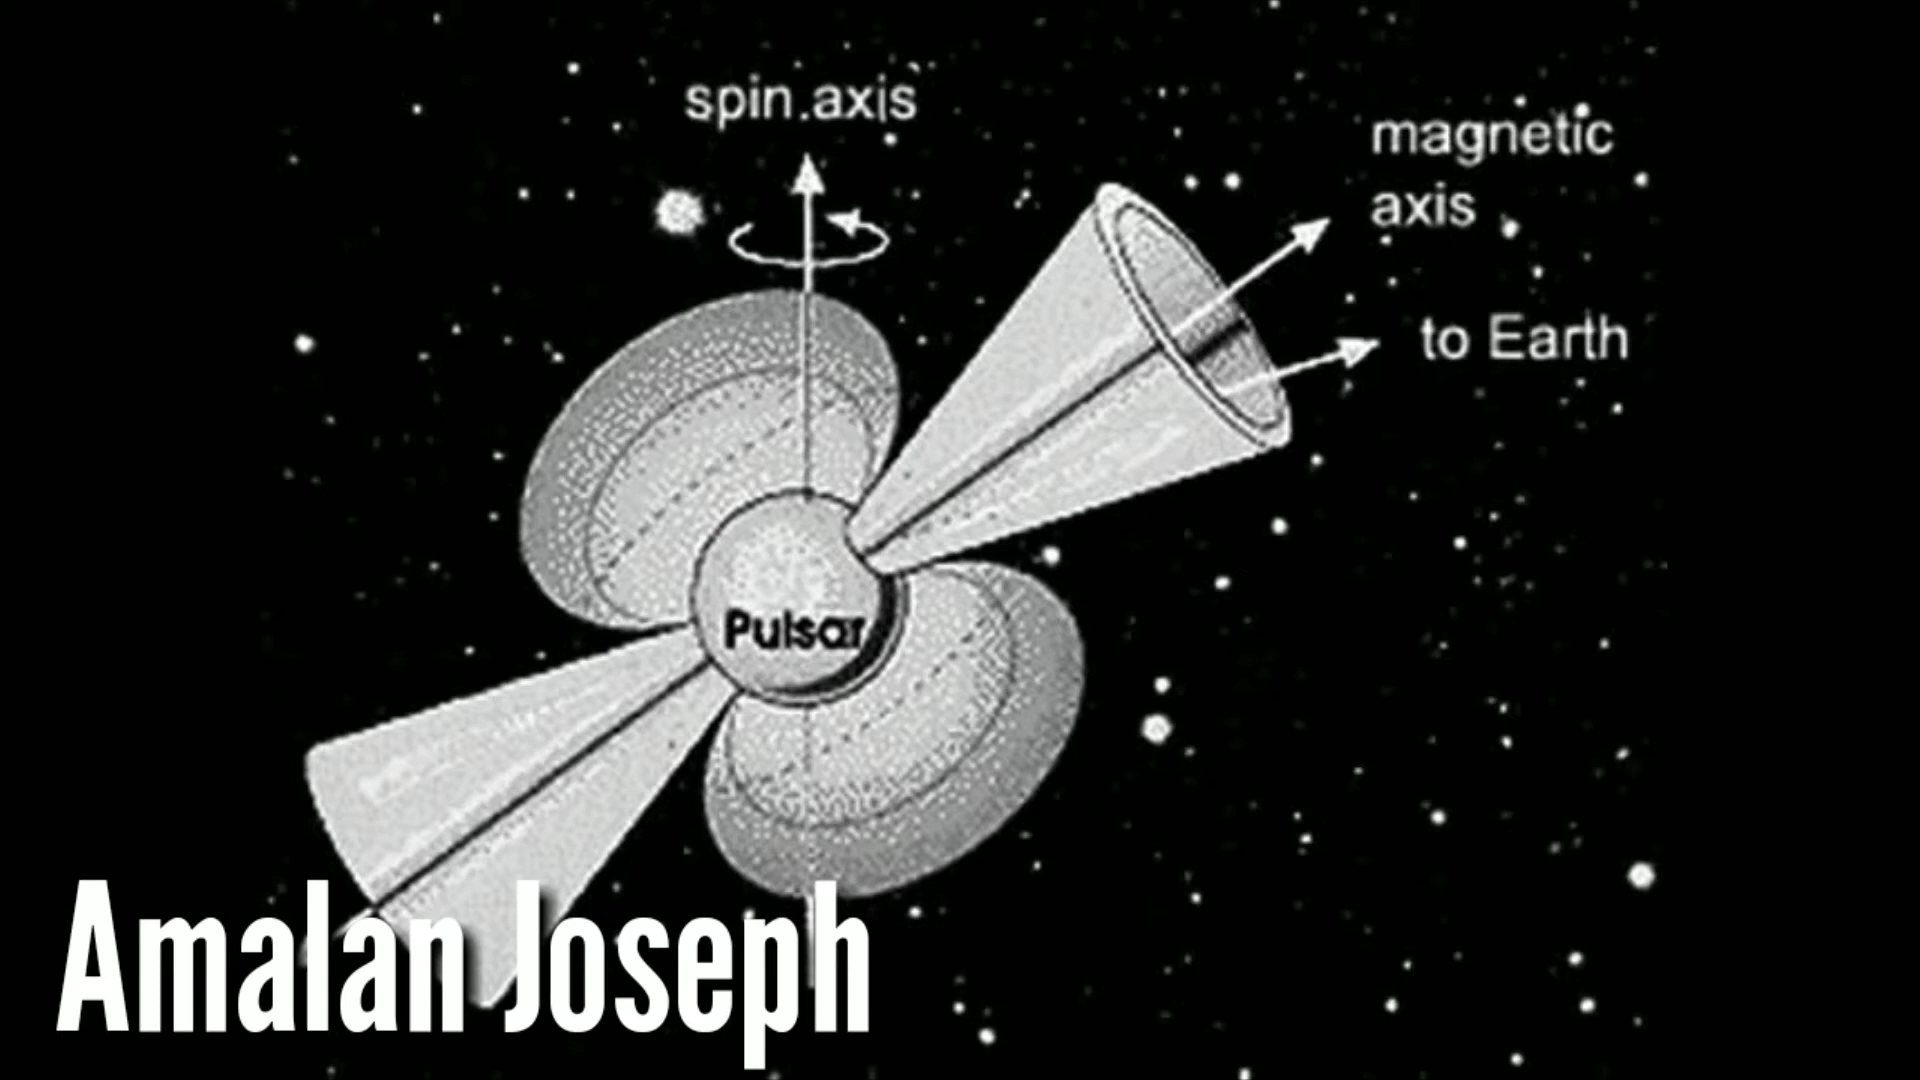 spin axis
magnetic
axis
to Earth
Pulsar
Amalan Joseph